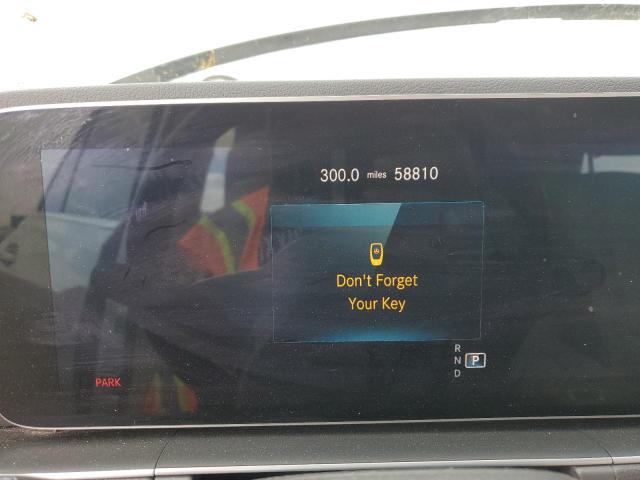 300.0 miles 58810
Don't Forget
Your Key
R
N P
D
PARK